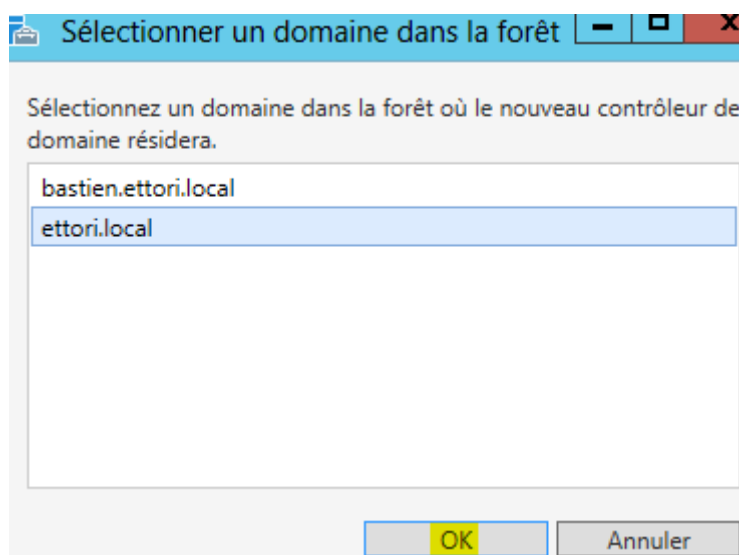 Sélectionner un domaine dans la forêt
Sélectionnez un domaine dans la forêt où le nouveau contrôleur de
domaine résidera.
bastien.ettori.local
ettori.local
OK
Annuler